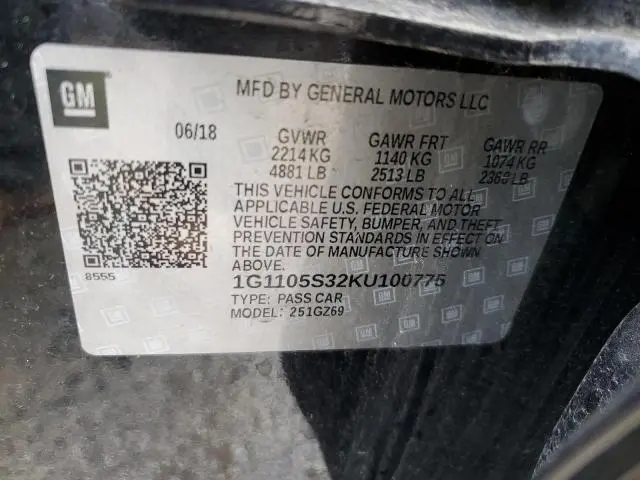 GM
MFD BY GENERAL MOTORS LLC
06/18 GVWR GAWR FRT GAWR RR
2214 KG 1140 KG 1074 KG
4881 LB 2513 LB 2368 LB
THIS VEHICLE CONFORMS TO ALL
APPLICABLE U.S. FEDERAL MOTOR
VEHICLE SAFETY, BUMPER, AND THEFT
PREVENTION STANDARDS IN EFFECT ON
THE DATE OF MANUFACTURE SHOWN
ABOVE.
8555
1G1105S32KU100775
TYPE: PASS CAR
MODEL: 251GZ69